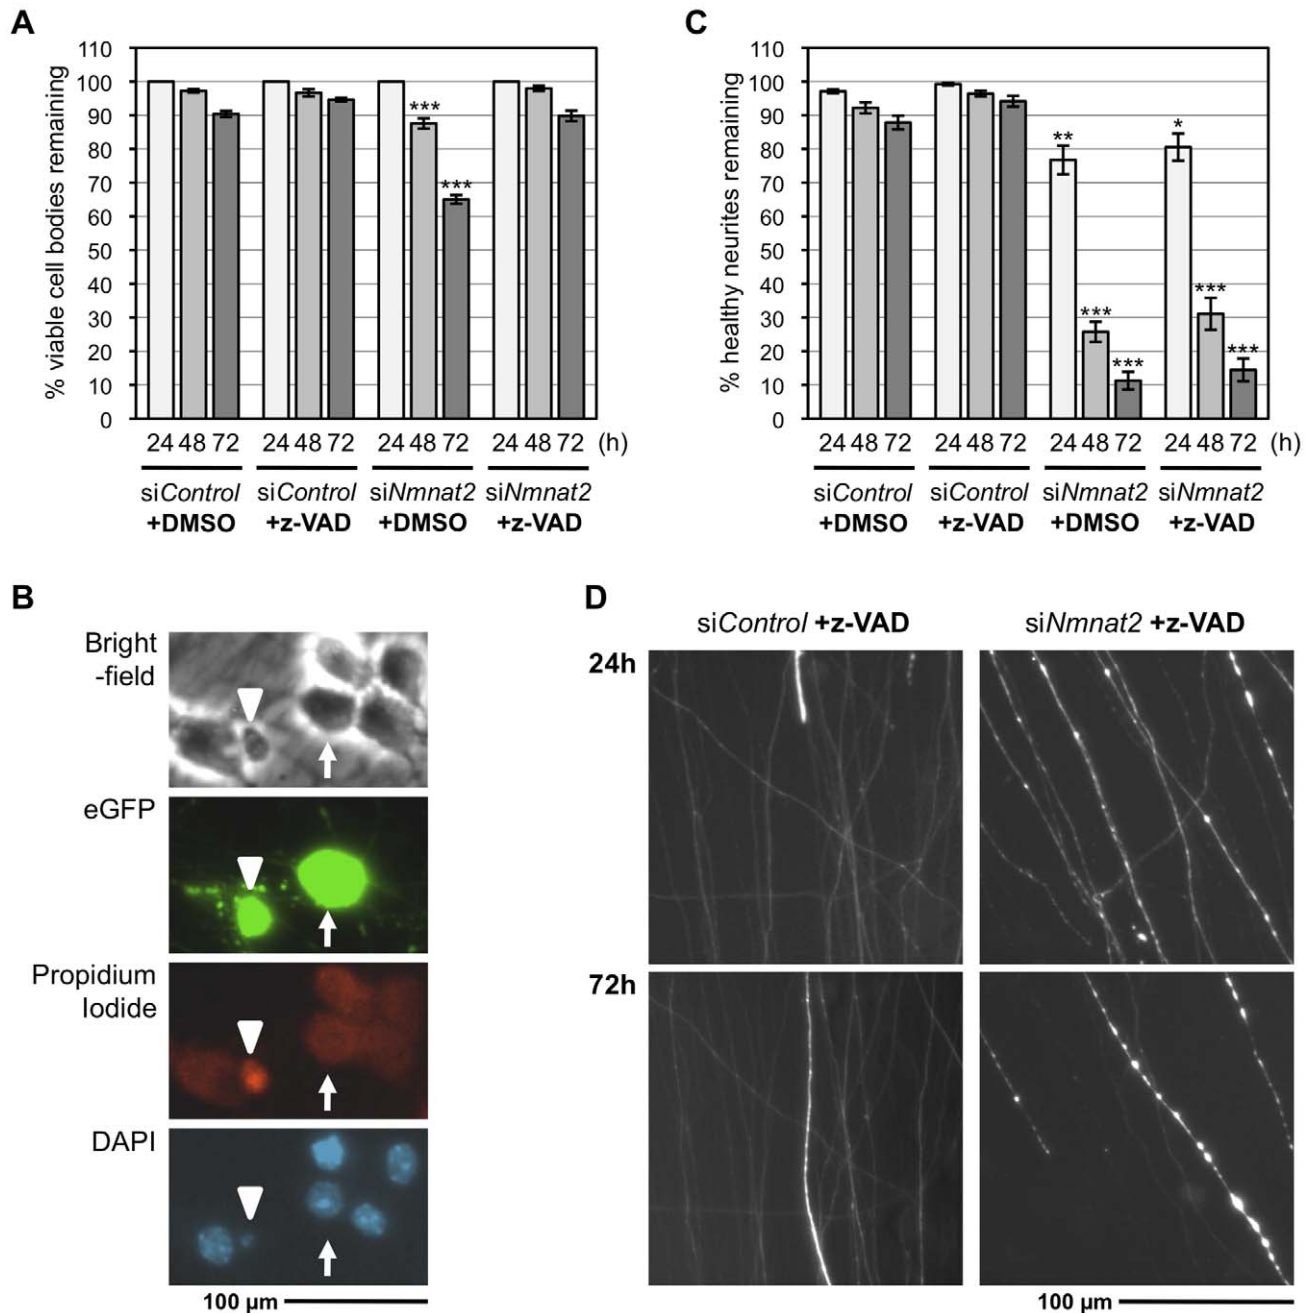 A
% viable cell bodies remaining
110
100
90
80
70
60
50
40
30
20
10
0
***
***
24 48 72 24 48 72 24 48 72 24 48 72 (h)
siControl siControl siNmnat2 siNmnat2
+DMSO +z-VAD +DMSO +z-VAD
C
% healthy neurites remaining
110
100
90
80
70
60
50
40
30
20
10
0
**
***
***
*
***
***
24 48 72 24 48 72 24 48 72 24 48 72 (h)
siControl siControl siNmnat2 siNmnat2
+DMSO +z-VAD +DMSO +z-VAD
B
Bright
-field
eGFP
Propidium
Iodide
DAPI
100 µm
D
siControl +z-VAD siNmnat2 +z-VAD
24h
72h
100 µm